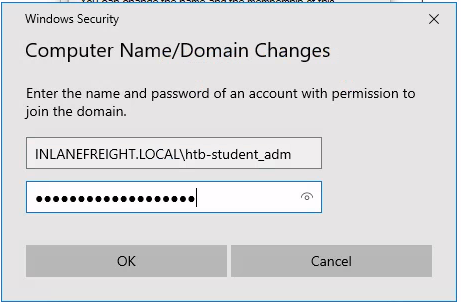 Windows Security
Computer Name/Domain Changes
Enter the name and password of an account with permission to
join the domain.
INLANEFREIGHT.LOCAL\htb-student_adm
●●●●●●●●●●●●●●●●●●●
OK
Cancel